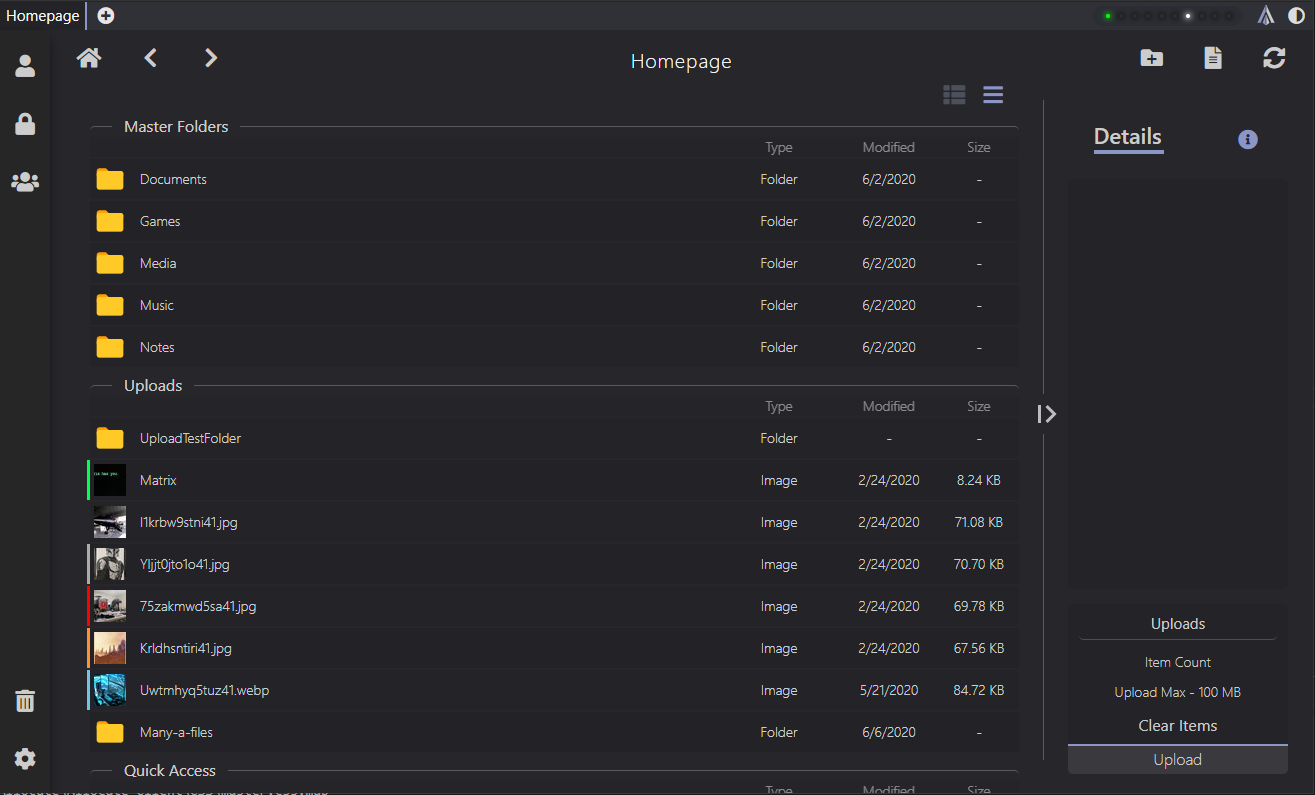 Homepage
Homepage
Master Folders
Type Modified Size
Documents Folder 6/2/2020 -
Games Folder 6/2/2020 -
Media Folder 6/2/2020 -
Music Folder 6/2/2020 -
Notes Folder 6/2/2020 -
Uploads
Type Modified Size
UploadTestFolder Folder - -
Matrix Image 2/24/2020 8.24 KB
l1krbw9stni41.jpg Image 2/24/2020 71.08 KB
Yljjt0jto1o41.jpg Image 2/24/2020 70.70 KB
75zakmwd5sa41.jpg Image 2/24/2020 69.78 KB
Krldhsntiri41.jpg Image 2/24/2020 67.56 KB
Uwtmhyq5tuz41.webp Image 5/21/2020 84.72 KB
Many-a-files Folder 6/6/2020 -
Quick Access
Type Modified Size
Details
Uploads
Item Count
Upload Max - 100 MB
Clear Items
Upload